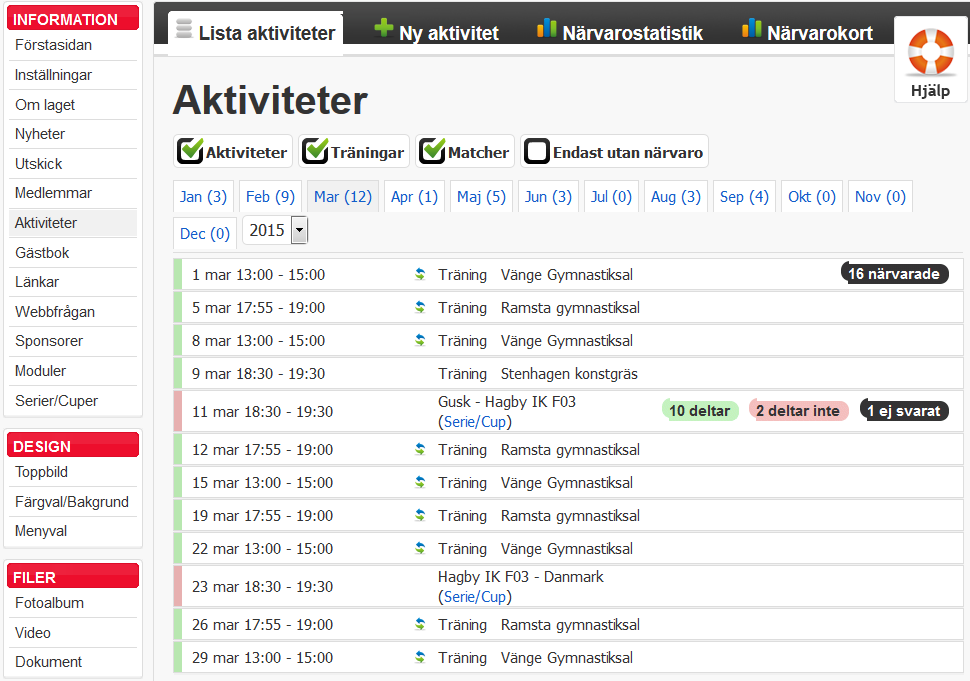 INFORMATION
Förstasidan
Inställningar
Om laget
Nyheter
Utskick
Medlemmar
Aktiviteter
Gästbok
Länkar
Webbfrågan
Sponsorer
Moduler
Serier/Cuper
DESIGN
Toppbild
Färgval/Bakgrund
Menyval
FILER
Fotoalbum
Video
Dokument
Lista aktiviteter Ny aktivitet Närvarostatistik Närvarokort
Hjälp
Aktiviteter
Aktiviteter Träningar Matcher Endast utan närvaro
Jan (3) Feb (9) Mar (12) Apr (1) Maj (5) Jun (3) Jul (0) Aug (3) Sep (4) Okt (0) Nov (0)
Dec (0) 2015
1 mar 13:00 - 15:00 Träning Vänge Gymnastiksal 16 närvarade
5 mar 17:55 - 19:00 Träning Ramsta gymnastiksal
8 mar 13:00 - 15:00 Träning Vänge Gymnastiksal
9 mar 18:30 - 19:30 Träning Stenhagen konstgräs
11 mar 18:30 - 19:30 Gusk - Hagby IK F03 10 deltar 2 deltar inte 1 ej svarat
(Serie/Cup)
12 mar 17:55 - 19:00 Träning Ramsta gymnastiksal
15 mar 13:00 - 15:00 Träning Vänge Gymnastiksal
19 mar 17:55 - 19:00 Träning Ramsta gymnastiksal
22 mar 13:00 - 15:00 Träning Vänge Gymnastiksal
23 mar 18:30 - 19:30 Hagby IK F03 - Danmark
(Serie/Cup)
26 mar 17:55 - 19:00 Träning Ramsta gymnastiksal
29 mar 13:00 - 15:00 Träning Vänge Gymnastiksal